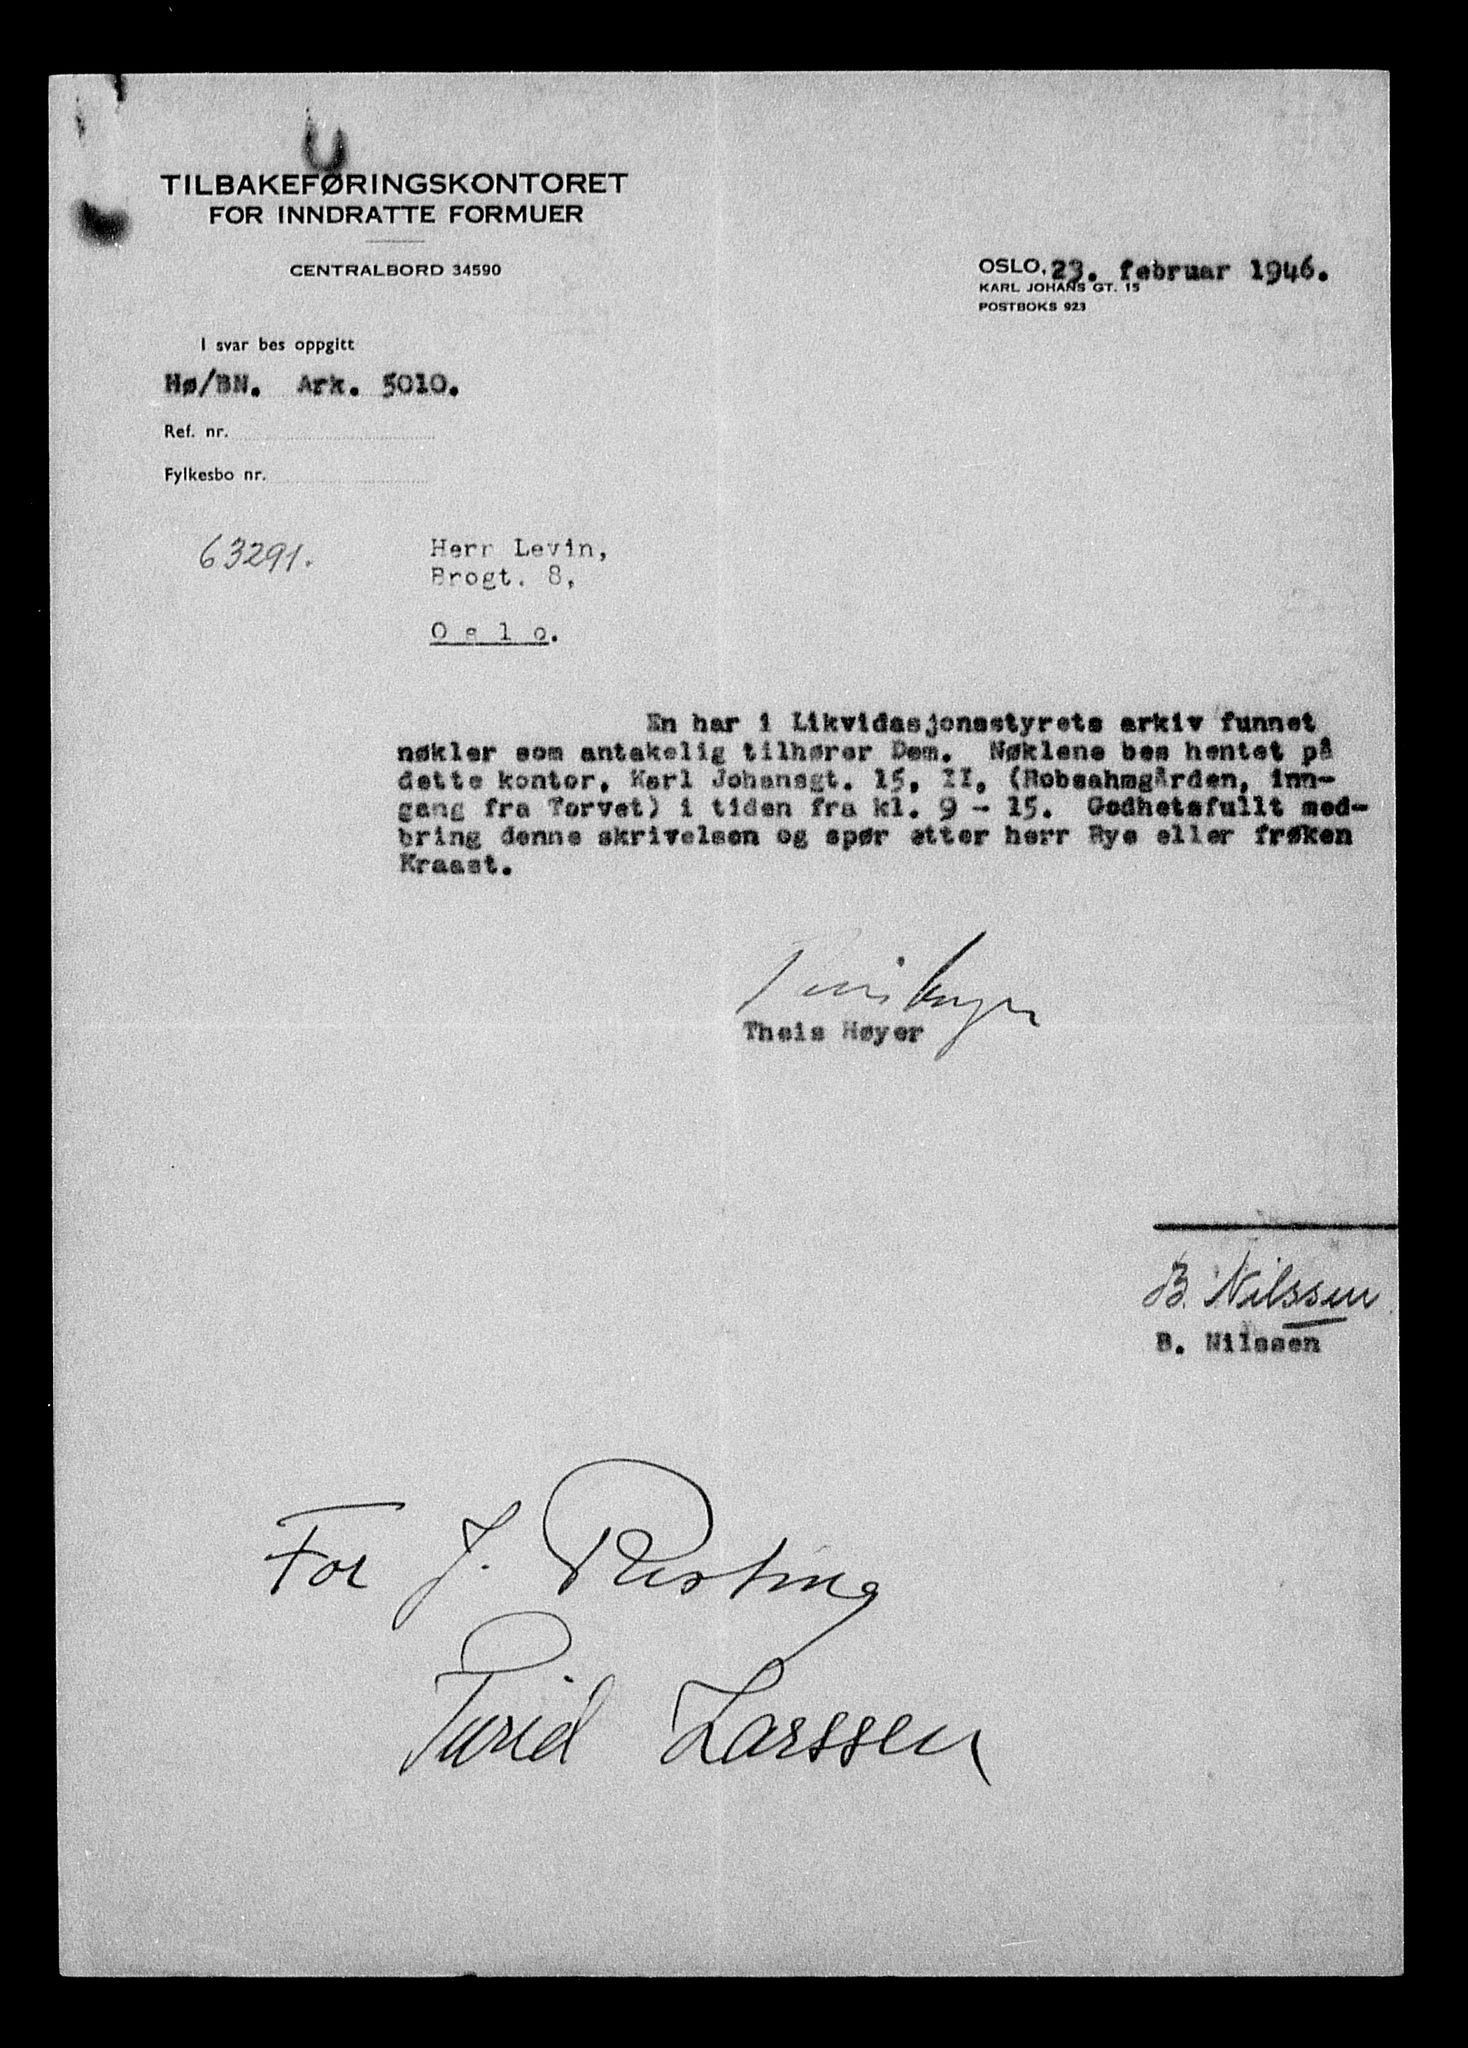 TILBAKEFØRINGSKONTORET
FOR INNDRATTE FORMUER
CENTRALBORD 34590
OSLO, 23. februar 1946.
KARL JOHANS GT. 15
POSTBOKS 923
I svar bes oppgitt
Hø/BN. Ark. 5010.
Ref. nr.
Fylkesbo nr.
63291.
Herr Levin,
Brogt. 8,
O s l o.
En har i Likvidasjonsstyrets arkiv funnet
nøkler som antakelig tilhører Dem. Nøklene bes hentet på
dette kontor, Karl Johansgt. 15, II, (Robsahmgården, inn-
gang fra Torvet) i tiden fra kl. 9 - 15. Godhetsfullt med-
bring denne skrivelsen og spør etter herr Rye eller frøken
Kraast.
Theis Høyer
Theis Høyer
B. Nilssen
B. Nilssen
For J. Risting
Turid Larssen